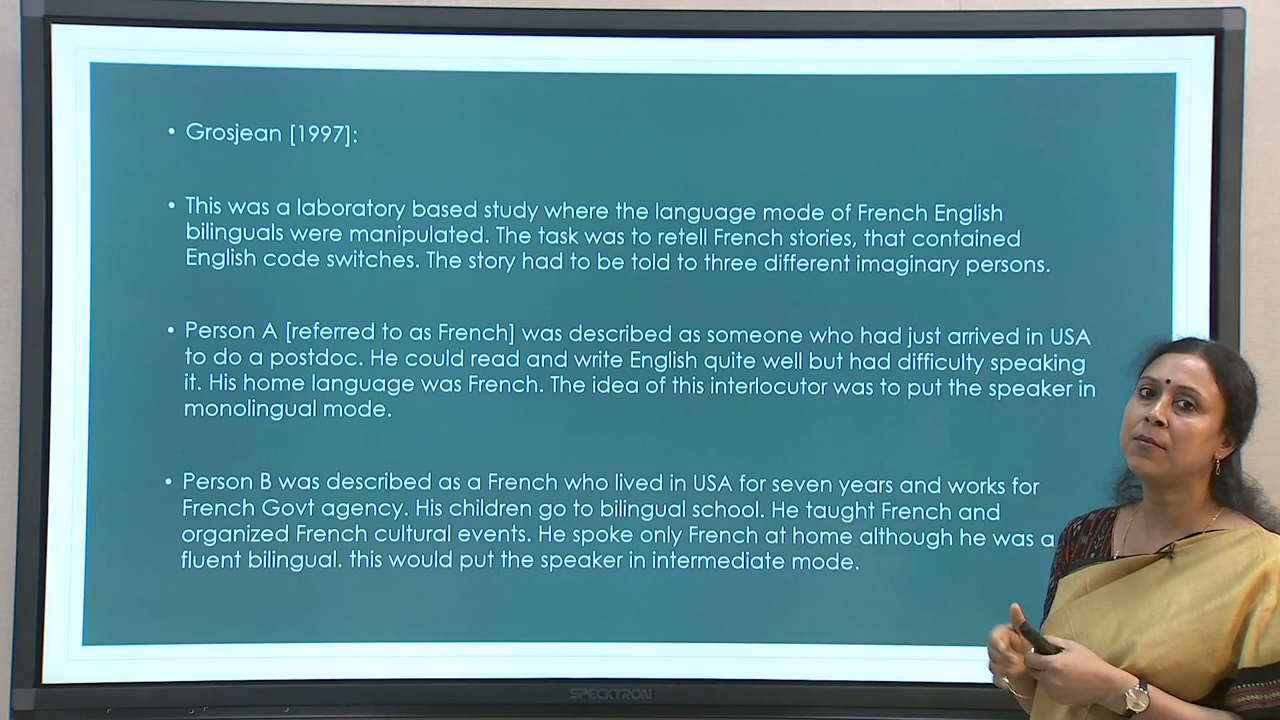 • Grosjean [1997]:
• This was a laboratory based study where the language mode of French English
bilinguals were manipulated. The task was to retell French stories, that contained
English code switches. The story had to be told to three different imaginary persons.
• Person A [referred to as French] was described as someone who had just arrived in USA
to do a postdoc. He could read and write English quite well but had difficulty speaking
it. His home language was French. The idea of this interlocutor was to put the speaker in
monolingual mode.
• Person B was described as a French who lived in USA for seven years and works for
French Govt agency. His children go to bilingual school. He taught French and
organized French cultural events. He spoke only French at home although he was a
fluent bilingual. this would put the speaker in intermediate mode.
SPECKTRON